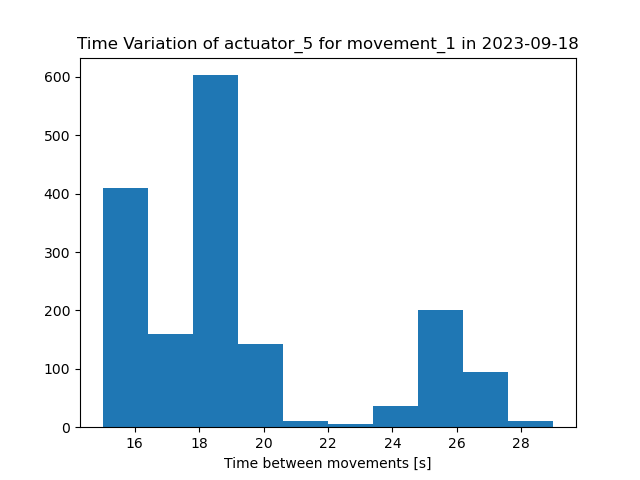 Time Variation of actuator_5 for movement_1 in 2023-09-18
600
500
400
300
200
100
0
16 18 20 22 24 26 28
Time between movements [s]